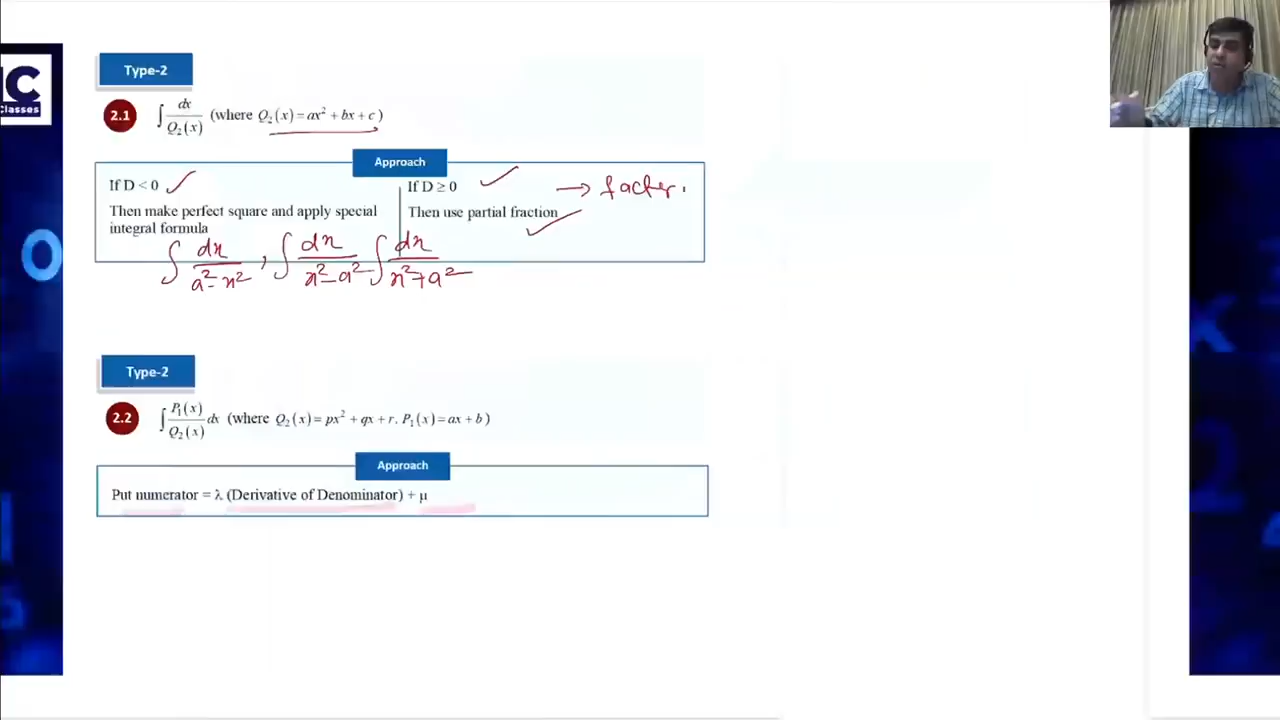 IC
Classes
Type-2
2.1 ∫ dx / Q₂(x) (where Q₂(x) = ax² + bx + c )
Approach
If D < 0
Then make perfect square and apply special
integral formula
If D ≥ 0 → factor.
Then use partial fraction
∫ dx / a² - x² , ∫ dx / x² - a² ∫ dx / x² + a²
Type-2
2.2 ∫ P₁(x) / Q₂(x) dx (where Q₂(x) = px² + qx + r. P₁(x) = ax + b )
Approach
Put numerator = λ (Derivative of Denominator) + μ